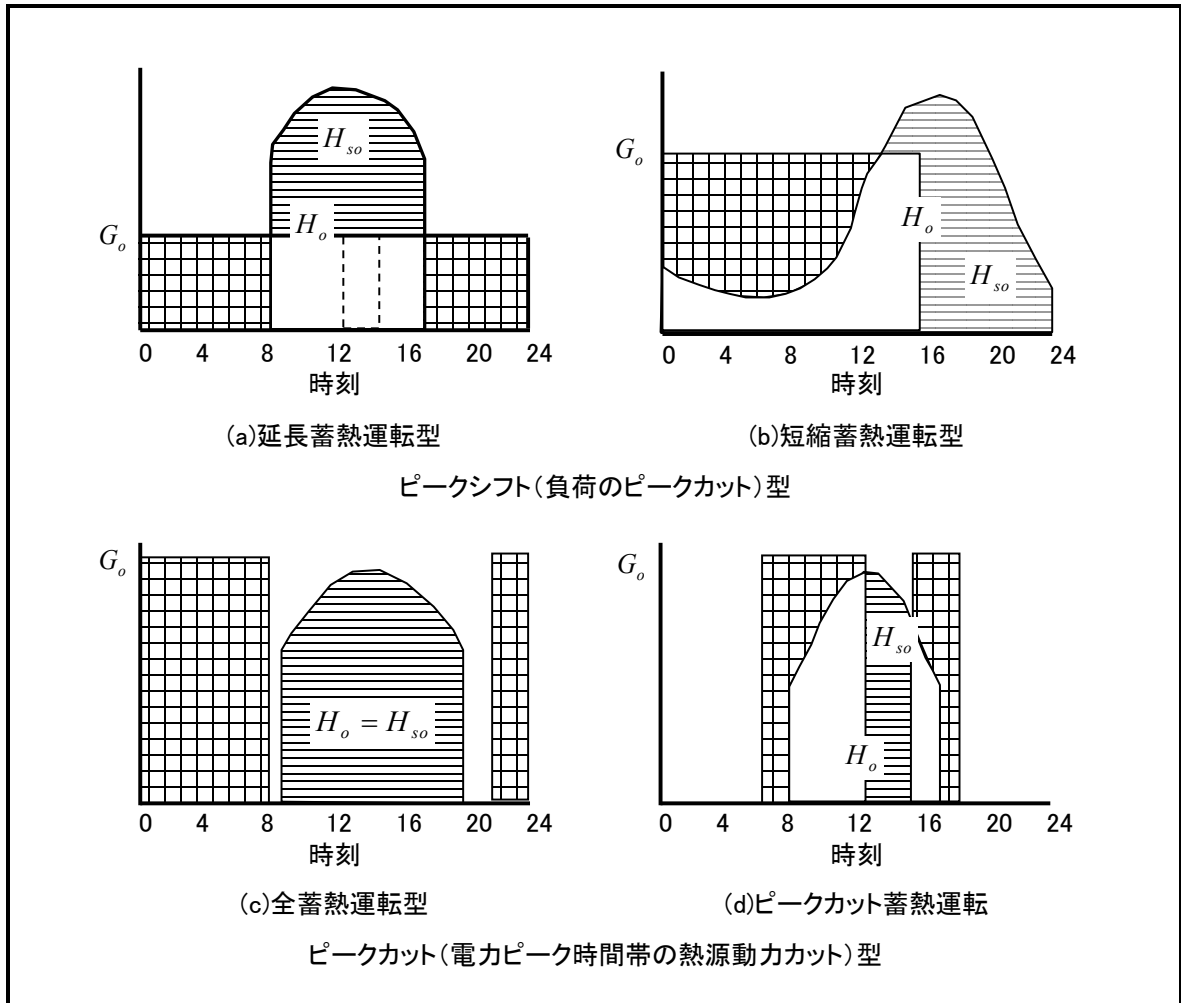 G_o
H_so
H_o
0 4 8 12 16 20 24
時刻
(a)延長蓄熱運転型
G_o
H_o
H_so
0 4 8 12 16 20 24
時刻
(b)短縮蓄熱運転型
ピークシフト(負荷のピークカット)型
G_o
H_o = H_so
0 4 8 12 16 20 24
時刻
(c)全蓄熱運転型
G_o
H_so
H_o
0 4 8 12 16 20 24
時刻
(d)ピークカット蓄熱運転
ピークカット(電力ピーク時間帯の熱源動力カット)型